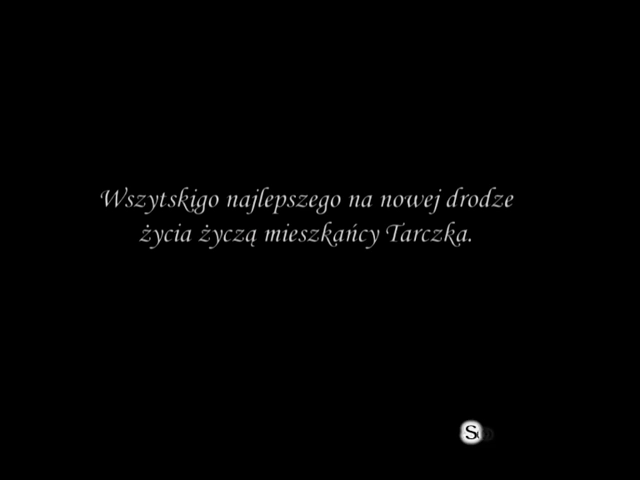 Wszytskigo najlepszego na nowej drodze
życia życzą mieszkańcy Tarczka.
S